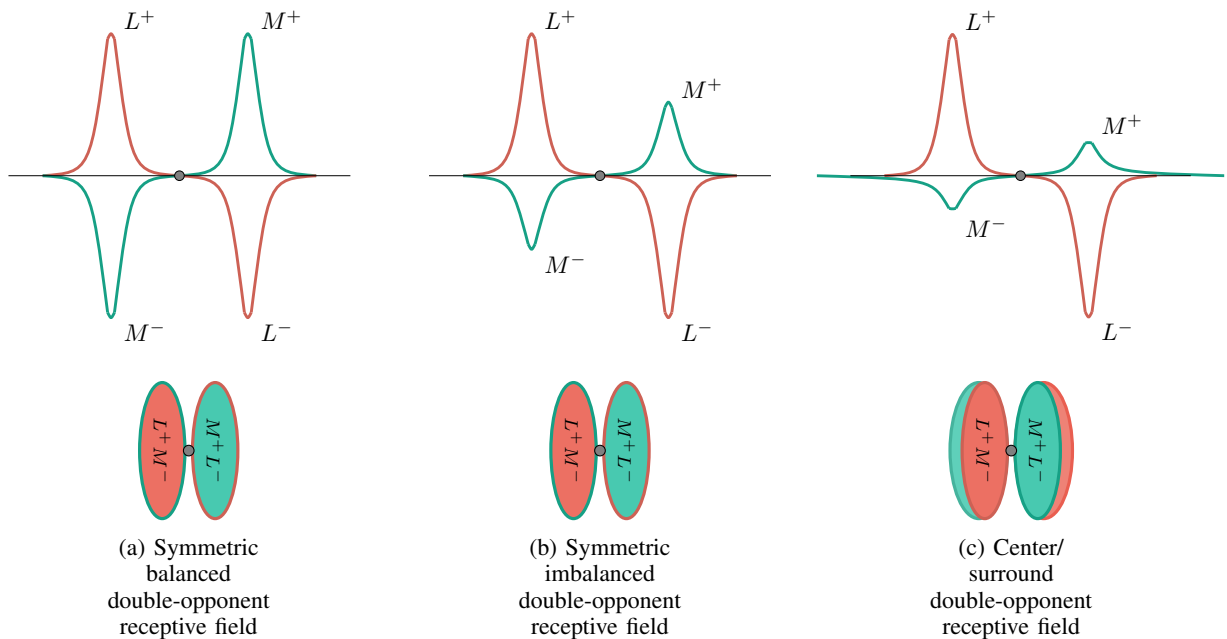 L⁺
M⁺
M⁻
L⁻
L⁺M⁻
M⁺L⁻
(a) Symmetric
balanced
double-opponent
receptive field
L⁺
M⁺
M⁻
L⁻
L⁺M⁻
M⁺L⁻
(b) Symmetric
imbalanced
double-opponent
receptive field
L⁺
M⁺
M⁻
L⁻
L⁺M⁻
M⁺L⁻
(c) Center/
surround
double-opponent
receptive field